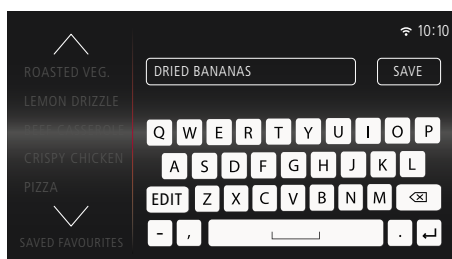 10:10
ROASTED VEG.
DRIED BANANAS
SAVE
LEMON DRIZZLE
BEEF CASSEROLE
CRISPY CHICKEN
PIZZA
SAVED FAVOURITES
Q W E R T Y U I O P
A S D F G H J K L
EDIT Z X C V B N M
- , .